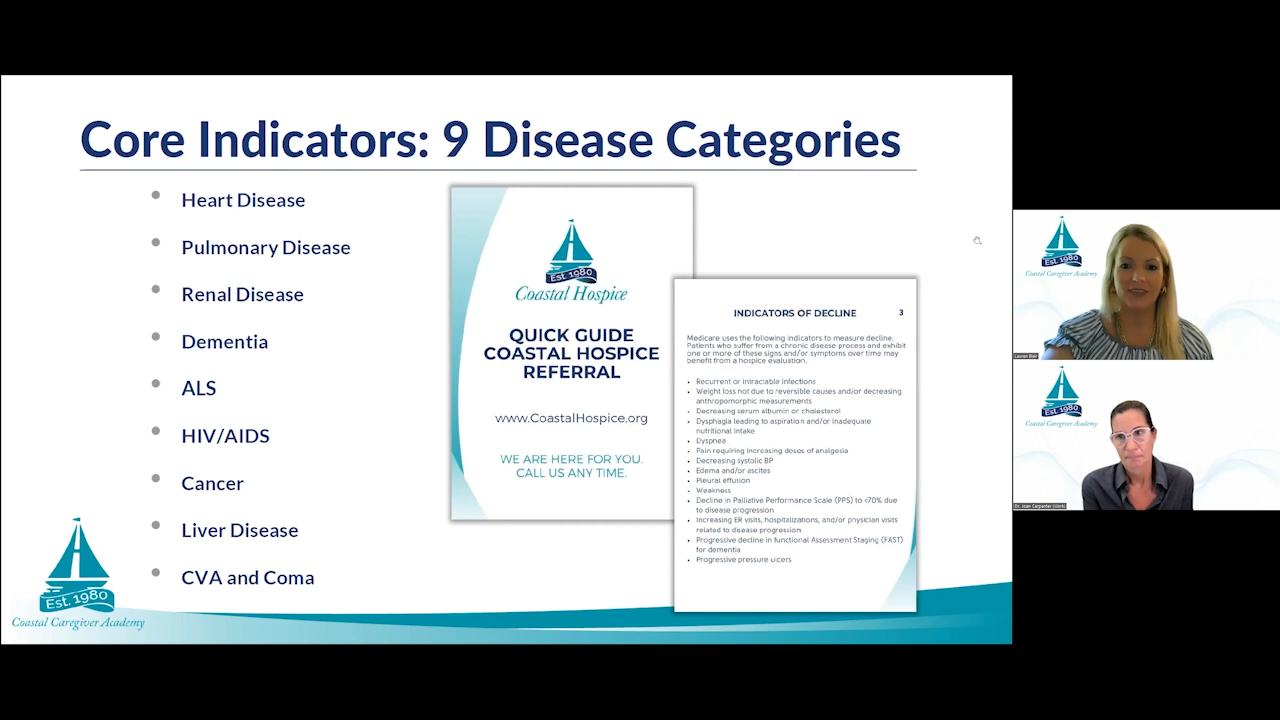 Core Indicators: 9 Disease Categories
Heart Disease
Pulmonary Disease
Renal Disease
Dementia
ALS
HIV/AIDS
Cancer
Liver Disease
CVA and Coma
Est. 1980
Coastal Caregiver Academy
Est. 1980
Coastal Hospice
QUICK GUIDE
COASTAL HOSPICE
REFERRAL
www.CoastalHospice.org
WE ARE HERE FOR YOU.
CALL US ANY TIME.
INDICATORS OF DECLINE 3
Medicare uses the following indicators to measure decline.
Patients who suffer from a chronic disease process and exhibit
one or more of these signs and/or symptoms over time may
benefit from a hospice evaluation.
Recurrent or intractable infections
Weight loss not due to reversible causes and/or decreasing
anthropomorphic measurements
Decreasing serum albumin or cholesterol
Dysphagia leading to aspiration and/or inadequate
nutritional intake
Dyspnea
Pain requiring increasing doses of analgesia
Decreasing systolic BP
Edema and/or ascites
Pleural effusion
Weakness
Decline in Palliative Performance Scale (PPS) to <70% due
to disease progression
Increasing ER visits, hospitalizations, and/or physician visits
related to disease progression
Progressive decline in functional Assessment Staging (FAST)
for dementia
Progressive pressure ulcers
Est. 1980
Coastal Caregiver Academy
Lauren Blair
Est. 1980
Coastal Caregiver Academy
Dr. Joan Carpenter